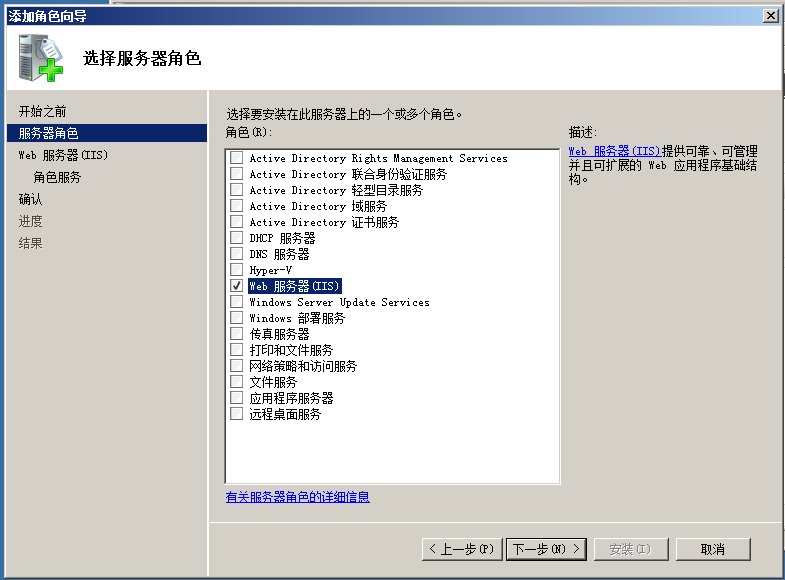 添加角色向导
选择服务器角色
开始之前
服务器角色
Web 服务器(IIS)
角色服务
确认
进度
结果
选择要安装在此服务器上的一个或多个角色。
角色(R):
Active Directory Rights Management Services
Active Directory 联合身份验证服务
Active Directory 轻型目录服务
Active Directory 域服务
Active Directory 证书服务
DHCP 服务器
DNS 服务器
Hyper-V
Web 服务器(IIS)
Windows Server Update Services
Windows 部署服务
传真服务器
打印和文件服务
网络策略和访问服务
文件服务
应用程序服务器
远程桌面服务
有关服务器角色的详细信息
描述:
Web 服务器(IIS)提供可靠、可管理
并且可扩展的 Web 应用程序基础结
构。
< 上一步(P)
下一步(N) >
安装(I)
取消